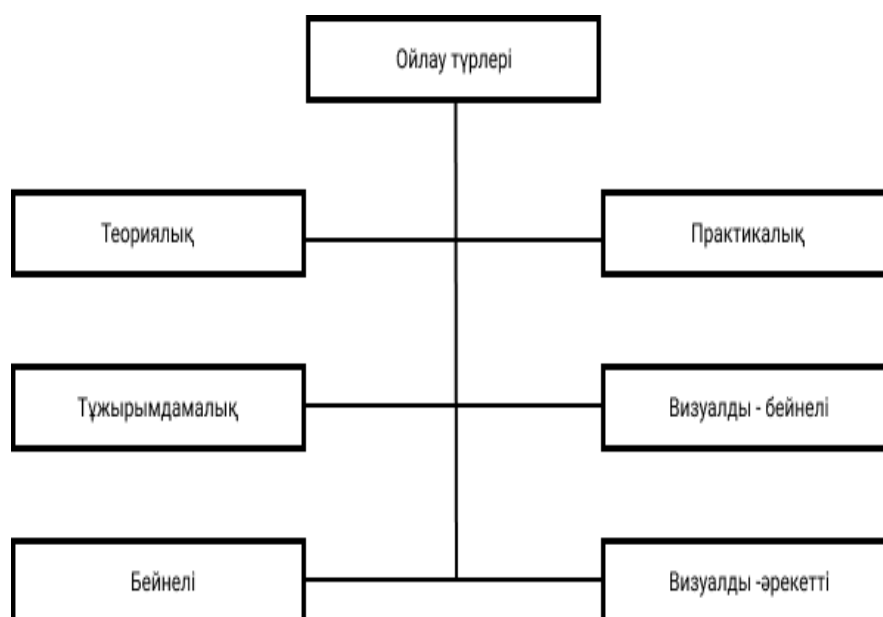 Ойлау түрлері
Теориялық
Практикалық
Тұжырымдамалық
Визуалды - бейнелі
Бейнелі
Визуалды -әрекетті